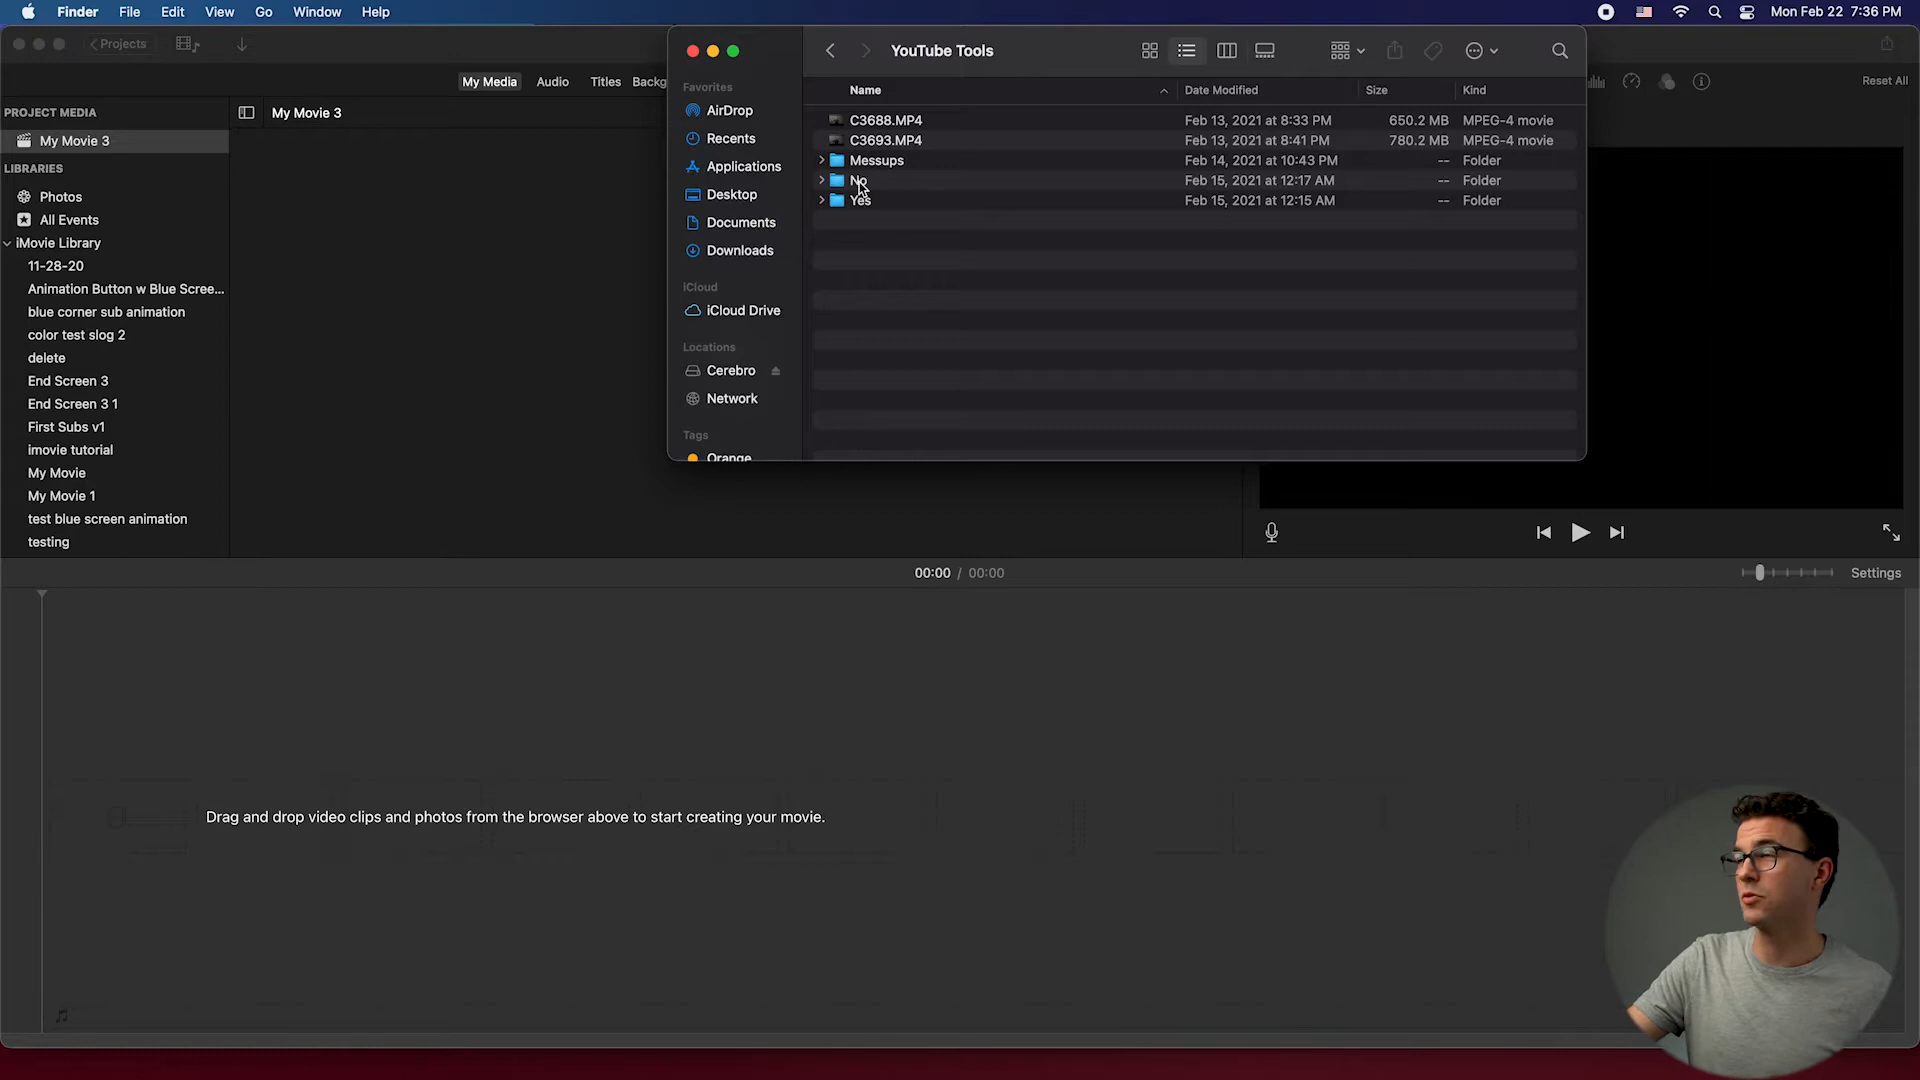 Finder File Edit View Go Window Help
Mon Feb 22 7:36 PM
Projects
My Media Audio Titles Backg
Reset All
PROJECT MEDIA
My Movie 3
My Movie 3
LIBRARIES
Photos
All Events
iMovie Library
11-28-20
Animation Button w Blue Scree...
blue corner sub animation
color test slog 2
delete
End Screen 3
End Screen 3 1
First Subs v1
imovie tutorial
My Movie
My Movie 1
test blue screen animation
testing
YouTube Tools
Favorites
AirDrop
Recents
Applications
Desktop
Documents
Downloads
iCloud
iCloud Drive
Locations
Cerebro
Network
Tags
Orange
Name Date Modified Size Kind
C3688.MP4 Feb 13, 2021 at 8:33 PM 650.2 MB MPEG-4 movie
C3693.MP4 Feb 13, 2021 at 8:41 PM 780.2 MB MPEG-4 movie
Messups Feb 14, 2021 at 10:43 PM -- Folder
No Feb 15, 2021 at 12:17 AM -- Folder
Yes Feb 15, 2021 at 12:15 AM -- Folder
00:00 / 00:00
Settings
Drag and drop video clips and photos from the browser above to start creating your movie.